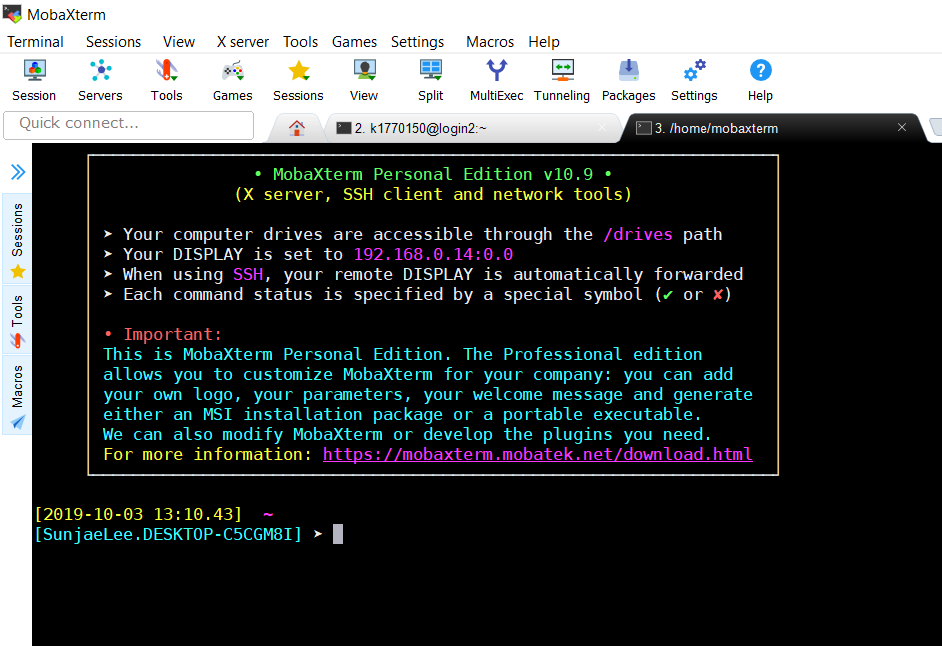 MobaXterm
Terminal Sessions View X server Tools Games Settings Macros Help
Session Servers Tools Games Sessions View Split MultiExec Tunneling Packages Settings Help
Quick connect...
2. k1770150@login2:~
3. /home/mobaxterm
Sessions
Tools
Macros
• MobaXterm Personal Edition v10.9 •
(X server, SSH client and network tools)
➤ Your computer drives are accessible through the /drives path
➤ Your DISPLAY is set to 192.168.0.14:0.0
➤ When using SSH, your remote DISPLAY is automatically forwarded
➤ Each command status is specified by a special symbol (✔ or ✘)
• Important:
This is MobaXterm Personal Edition. The Professional edition
allows you to customize MobaXterm for your company: you can add
your own logo, your parameters, your welcome message and generate
either an MSI installation package or a portable executable.
We can also modify MobaXterm or develop the plugins you need.
For more information: https://mobaxterm.mobatek.net/download.html
[2019-10-03 13:10.43] ~
[SunjaeLee.DESKTOP-C5CGM8I] ➤